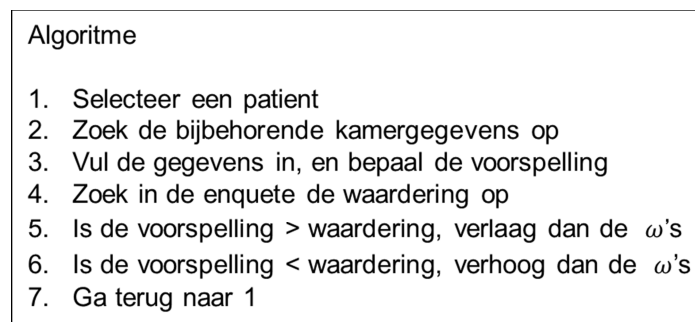 Algoritme
1. Selecteer een patient
2. Zoek de bijbehorende kamergegevens op
3. Vul de gegevens in, en bepaal de voorspelling
4. Zoek in de enquete de waardering op
5. Is de voorspelling > waardering, verlaag dan de ω's
6. Is de voorspelling < waardering, verhoog dan de ω's
7. Ga terug naar 1